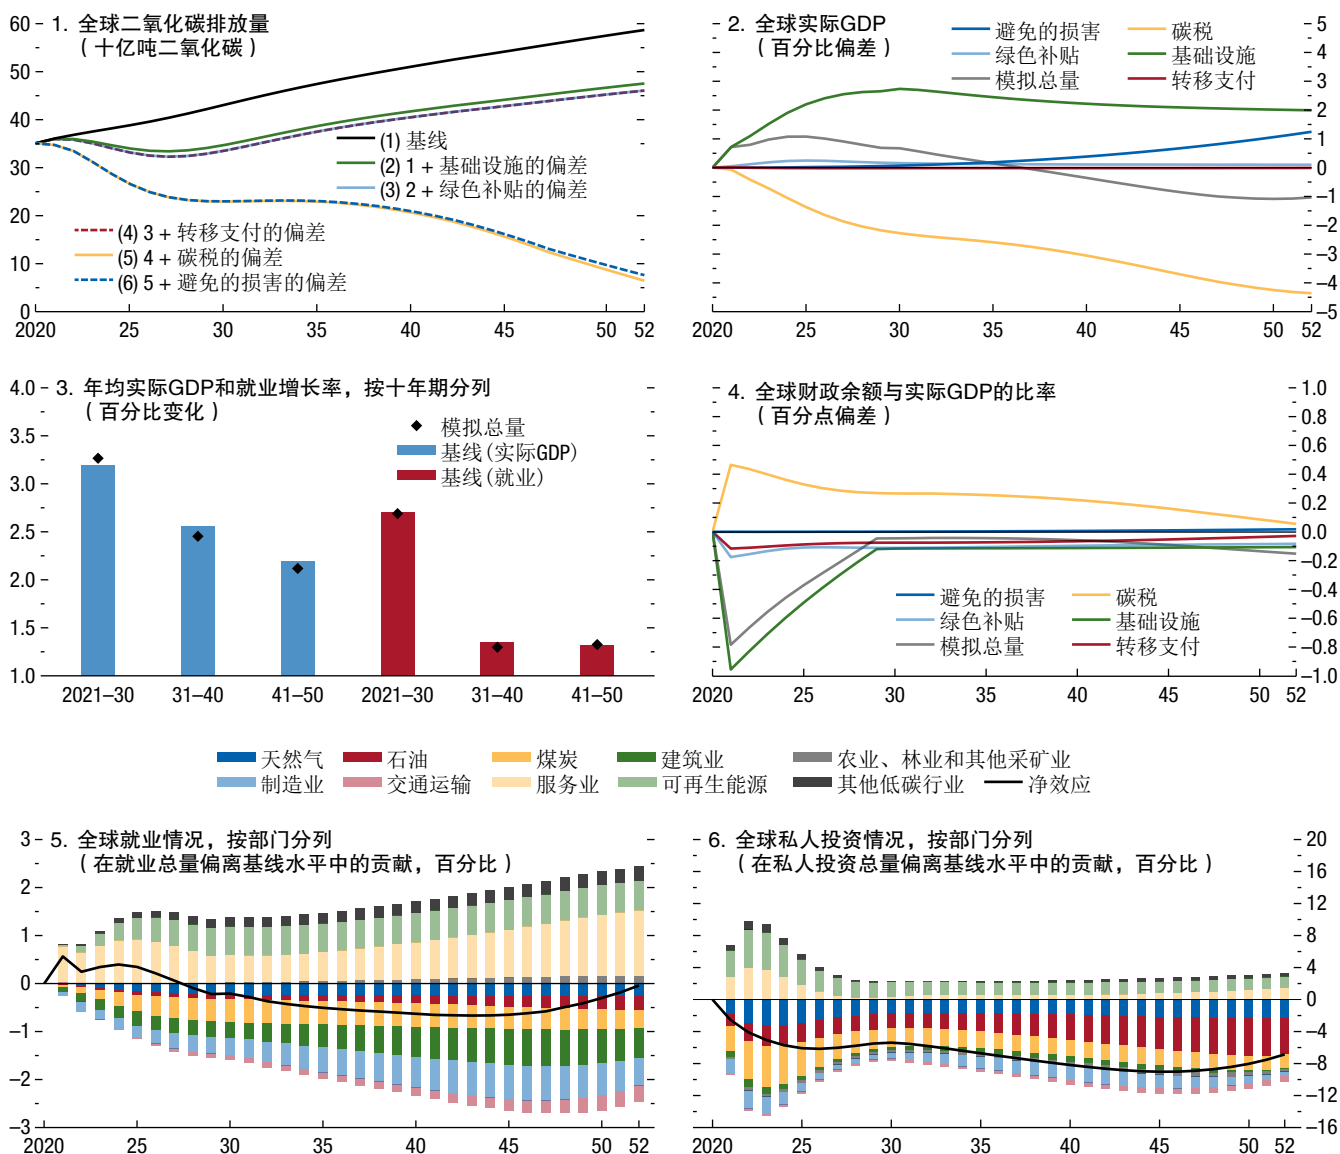 1. 全球二氧化碳排放量
（十亿吨二氧化碳）
60
50
40
30
20
10
0
(1) 基线
(2) 1 + 基础设施的偏差
(3) 2 + 绿色补贴的偏差
(4) 3 + 转移支付的偏差
(5) 4 + 碳税的偏差
(6) 5 + 避免的损害的偏差
2020 25 30 35 40 45 50 52
2. 全球实际GDP
（百分比偏差）
避免的损害 碳税
绿色补贴 基础设施
模拟总量 转移支付
5
4
3
2
1
0
–1
–2
–3
–4
–5
2020 25 30 35 40 45 50 52
3. 年均实际GDP和就业增长率，按十年期分列
（百分比变化）
模拟总量
基线（实际GDP）
基线（就业）
4.0
3.5
3.0
2.5
2.0
1.5
1.0
2021–30 31–40 41–50 2021–30 31–40 41–50
4. 全球财政余额与实际GDP的比率
（百分点偏差）
1.0
0.8
0.6
0.4
0.2
0.0
–0.2
–0.4
–0.6
–0.8
–1.0
避免的损害 碳税
绿色补贴 基础设施
模拟总量 转移支付
2020 25 30 35 40 45 50 52
天然气 石油 煤炭 建筑业 农业、林业和其他采矿业
制造业 交通运输 服务业 可再生能源 其他低碳行业 净效应
5. 全球就业情况，按部门分列
（在就业总量偏离基线水平中的贡献，百分比）
3
2
1
0
–1
–2
–3
2020 25 30 35 40 45 50 52
6. 全球私人投资情况，按部门分列
（在私人投资总量偏离基线水平中的贡献，百分比）
20
16
12
8
4
0
–4
–8
–12
–16
2020 25 30 35 40 45 50 52